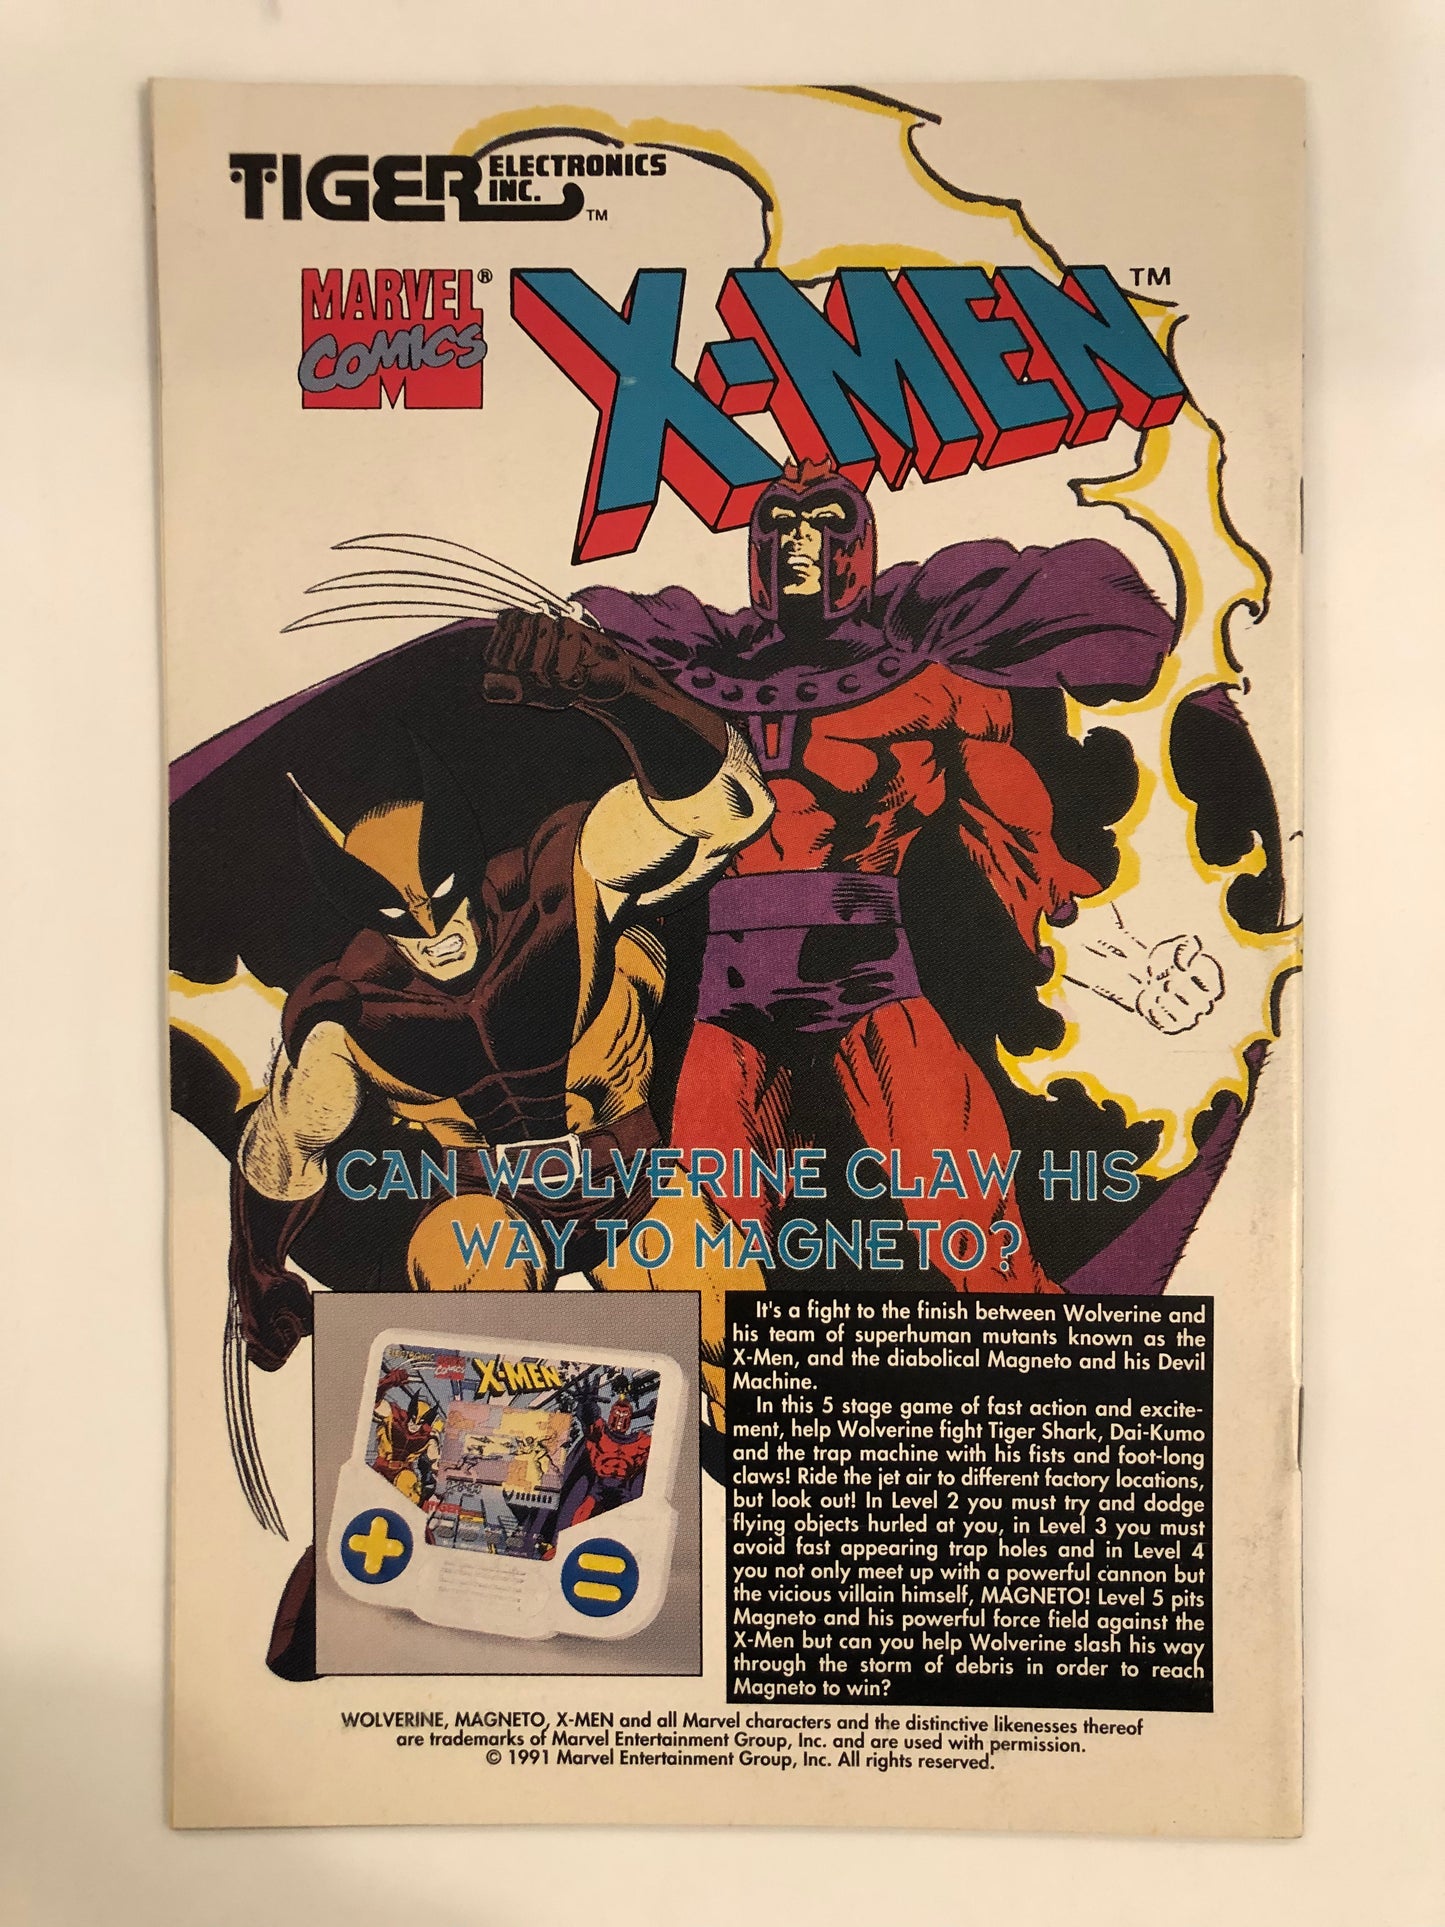 TIGER ELECTRONICS
INC. ™
MARVEL®
COMICS
X-MEN™
CAN WOLVERINE CLAW HIS
WAY TO MAGNETO?
ELECTRONIC
MARVEL
COMICS
X-MEN
It's a fight to the finish between Wolverine and
his team of superhuman mutants known as the
X-Men, and the diabolical Magneto and his Devil
Machine.
In this 5 stage game of fast action and excite-
ment, help Wolverine fight Tiger Shark, Dai-Kumo
and the trap machine with his fists and foot-long
claws! Ride the jet air to different factory locations,
but look out! In Level 2 you must try and dodge
flying objects hurled at you, in Level 3 you must
avoid fast appearing trap holes and in Level 4
you not only meet up with a powerful cannon but
the vicious villain himself, MAGNETO! Level 5 pits
Magneto and his powerful force field against the
X-Men but can you help Wolverine slash his way
through the storm of debris in order to reach
Magneto to win?
WOLVERINE, MAGNETO, X-MEN and all Marvel characters and the distinctive likenesses thereof
are trademarks of Marvel Entertainment Group, Inc. and are used with permission.
© 1991 Marvel Entertainment Group, Inc. All rights reserved.